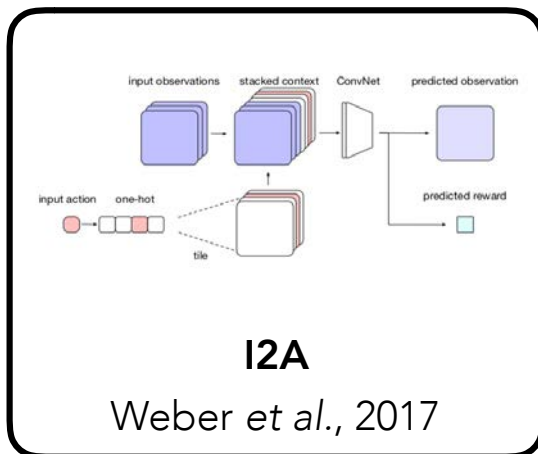 input observations
stacked context
ConvNet
predicted observation
input action
one-hot
predicted reward
tile
I2A
Weber et al., 2017